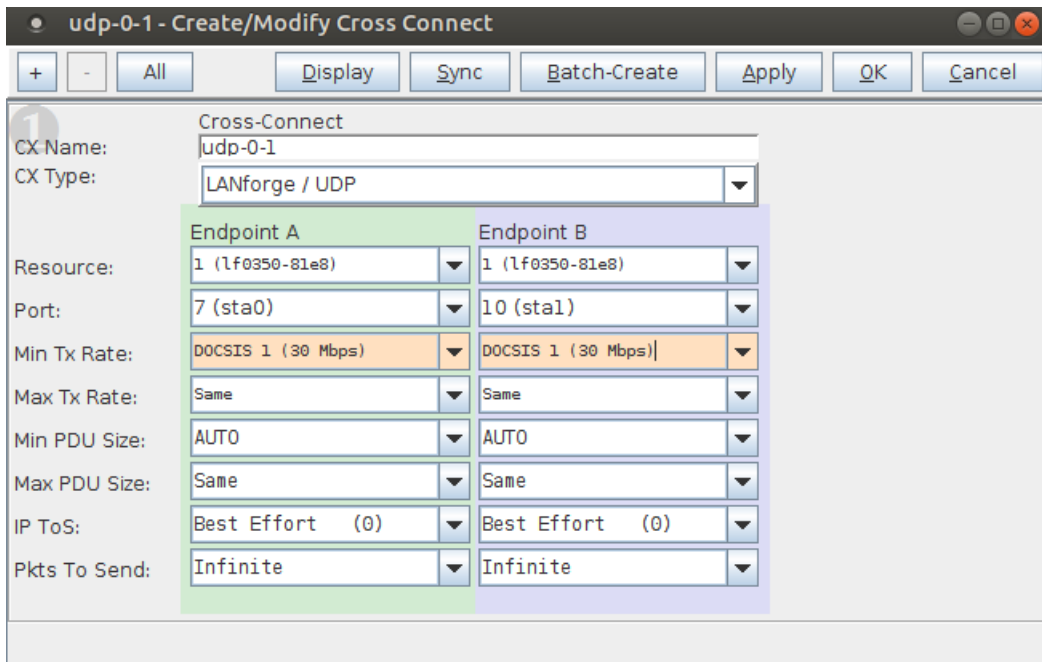 udp-0-1 - Create/Modify Cross Connect
+ - All Display Sync Batch-Create Apply OK Cancel
1
Cross-Connect
CX Name: udp-0-1
CX Type: LANforge / UDP
Endpoint A Endpoint B
Resource: 1 (lf0350-81e8) 1 (lf0350-81e8)
Port: 7 (sta0) 10 (sta1)
Min Tx Rate: DOCSIS 1 (30 Mbps) DOCSIS 1 (30 Mbps)
Max Tx Rate: Same Same
Min PDU Size: AUTO AUTO
Max PDU Size: Same Same
IP ToS: Best Effort (0) Best Effort (0)
Pkts To Send: Infinite Infinite